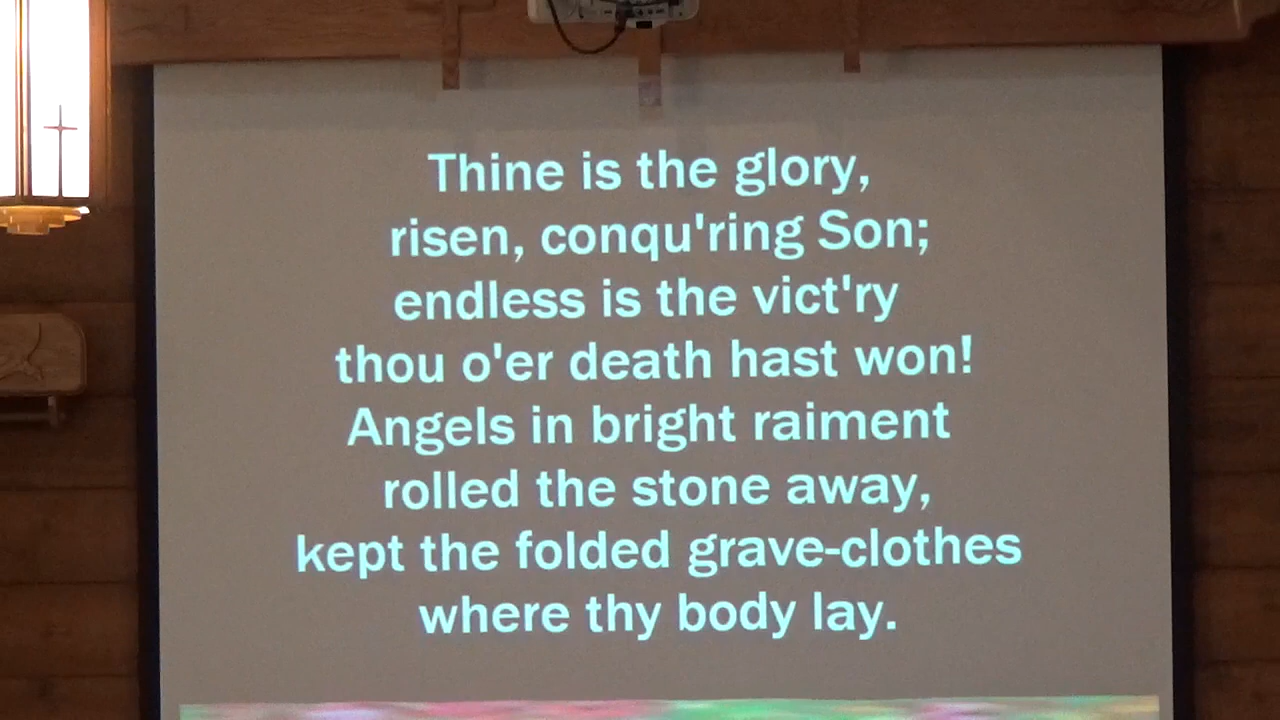 Thine is the glory,
risen, conqu'ring Son;
endless is the vict'ry
thou o'er death hast won!
Angels in bright raiment
rolled the stone away,
kept the folded grave-clothes
where thy body lay.